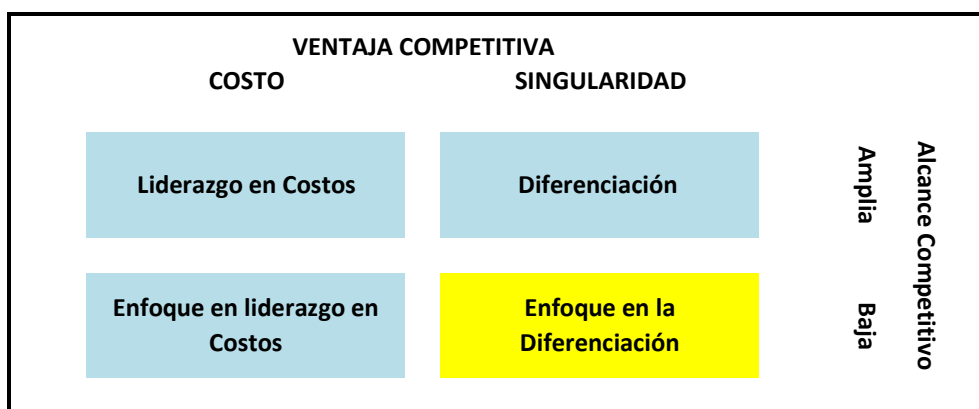 VENTAJA COMPETITIVA
COSTO
SINGULARIDAD
Liderazgo en Costos
Diferenciación
Amplia
Enfoque en liderazgo en
Costos
Enfoque en la
Diferenciación
Baja
Alcance Competitivo